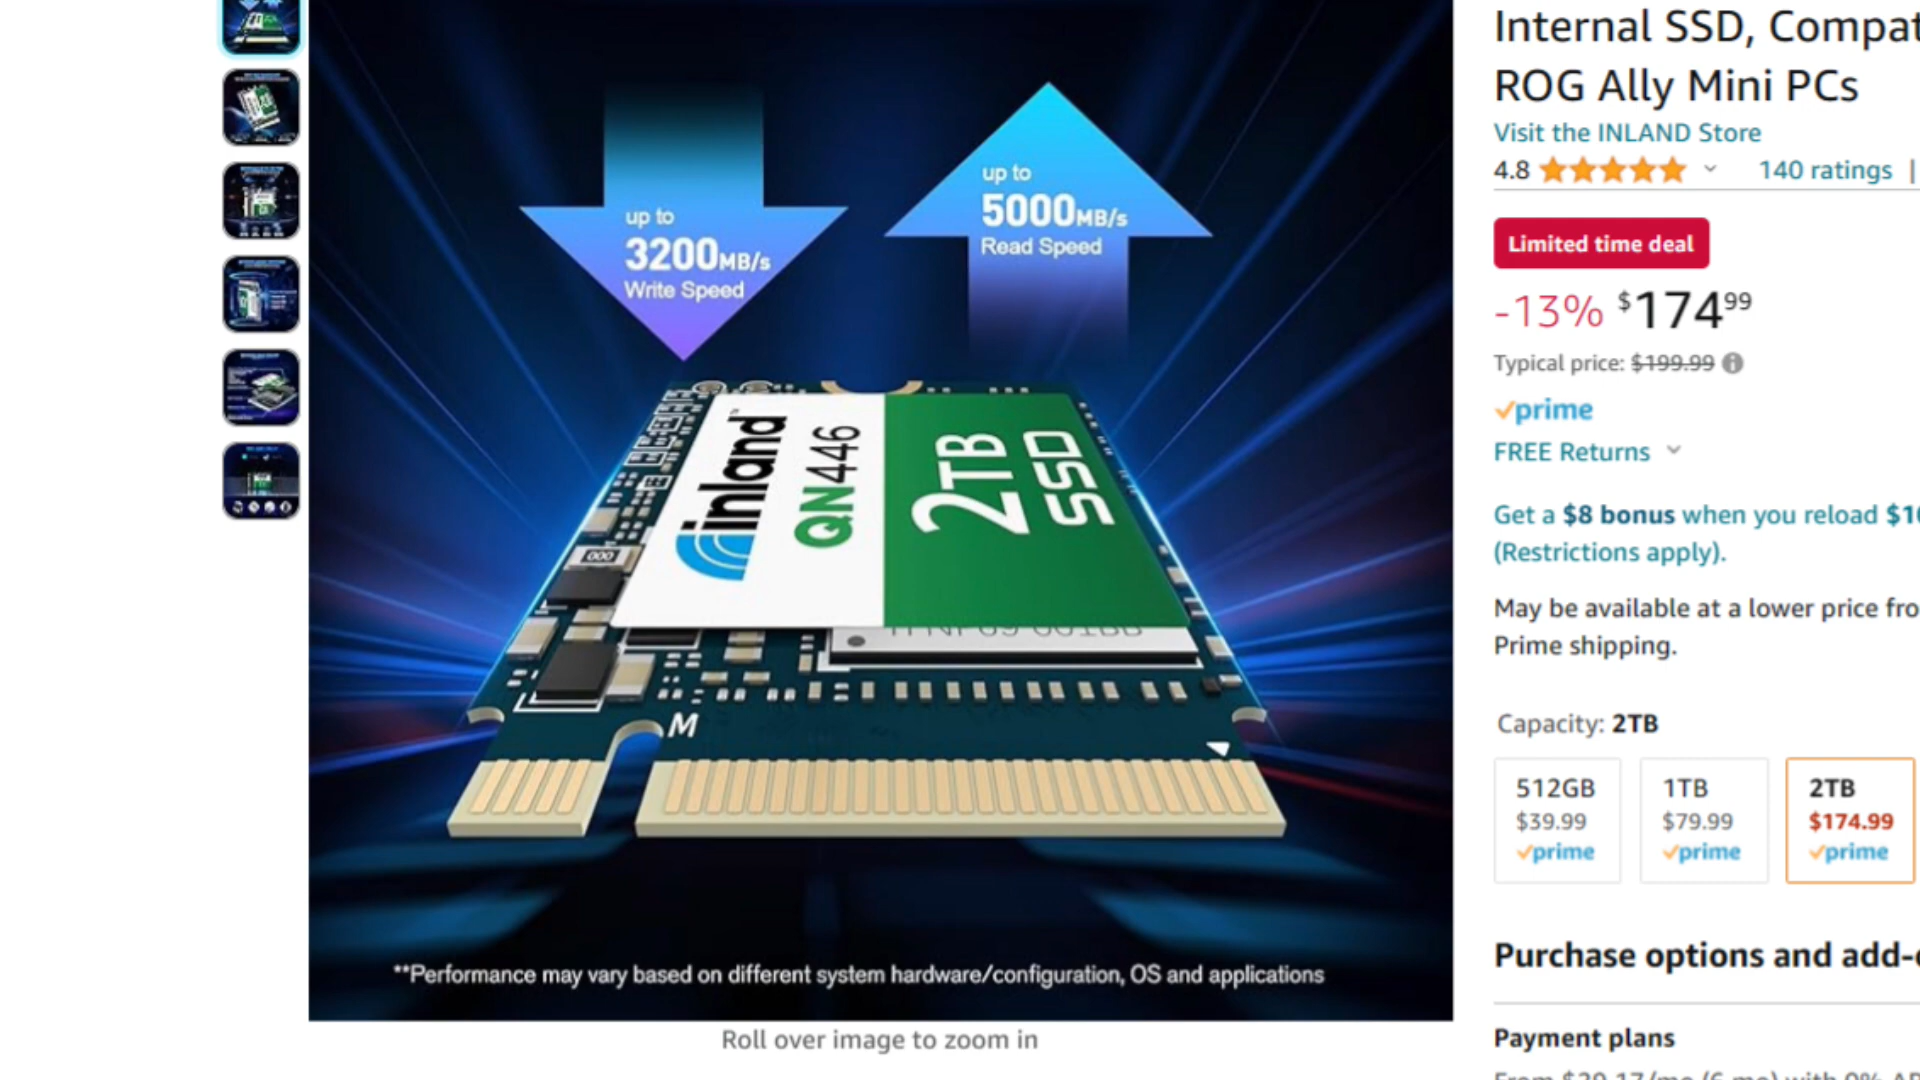 up to
3200MB/s
Write Speed
up to
5000MB/s
Read Speed
inland
QN446
2TB
SSD
000
M
**Performance may vary based on different system hardware/configuration, OS and applications
Roll over image to zoom in
Internal SSD, Compat
ROG Ally Mini PCs
Visit the INLAND Store
4.8 140 ratings |
Limited time deal
-13% $174.99
Typical price: $199.99
prime
FREE Returns
Get a $8 bonus when you reload $10
(Restrictions apply).
May be available at a lower price fro
Prime shipping.
Capacity: 2TB
512GB
$39.99
prime
1TB
$79.99
prime
2TB
$174.99
prime
Purchase options and add-o
Payment plans